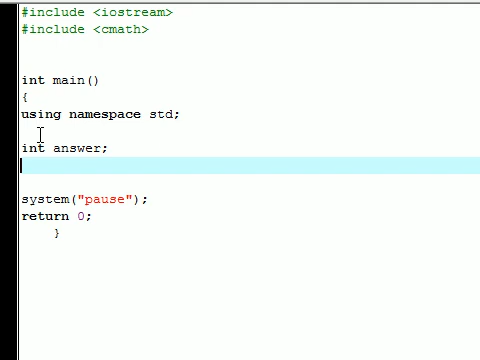 #include <iostream>
#include <cmath>
int main()
{
using namespace std;
int answer;
system("pause");
return 0;
}